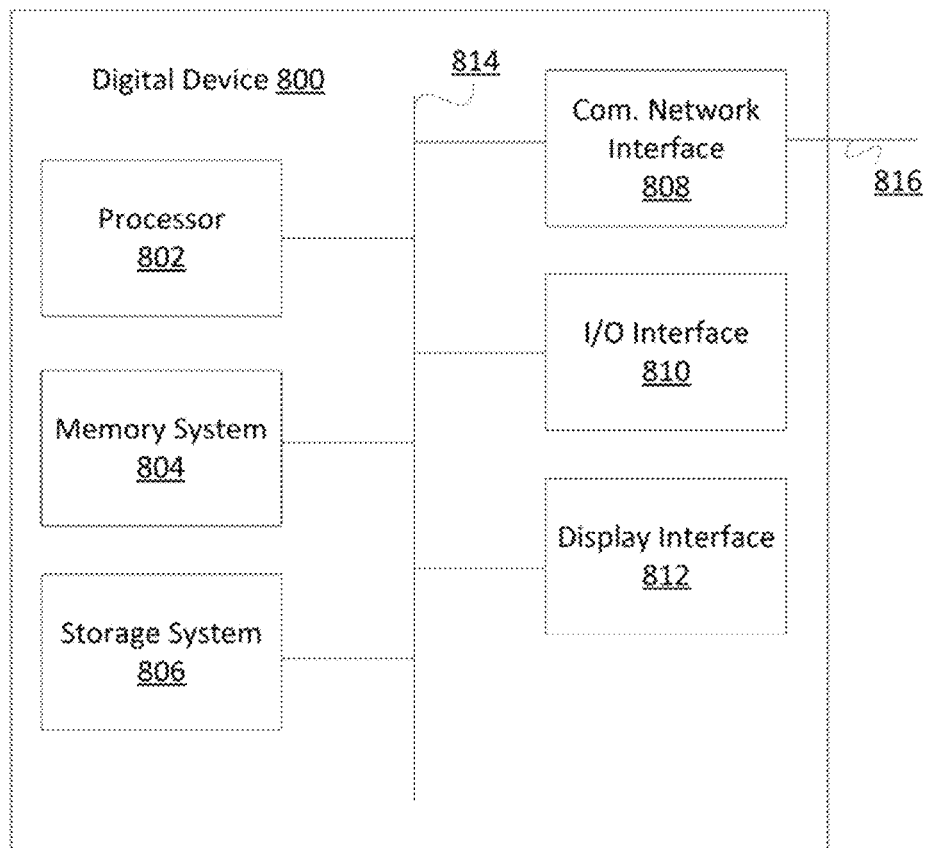 Digital Device 800
814
Com. Network
Interface
808
816
Processor
802
I/O Interface
810
Memory System
804
Display Interface
812
Storage System
806